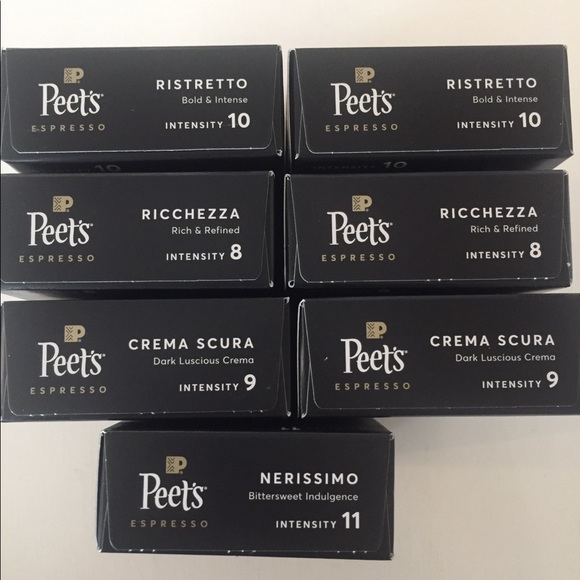 Peet's
ESPRESSO
RISTRETTO
Bold & Intense
INTENSITY 10
Peet's
ESPRESSO
RISTRETTO
Bold & Intense
INTENSITY 10
Peet's
ESPRESSO
RICCHEZZA
Rich & Refined
INTENSITY 8
Peet's
ESPRESSO
RICCHEZZA
Rich & Refined
INTENSITY 8
Peet's
ESPRESSO
CREMA SCURA
Dark Luscious Crema
INTENSITY 9
Peet's
ESPRESSO
CREMA SCURA
Dark Luscious Crema
INTENSITY 9
Peet's
ESPRESSO
NERISSIMO
Bittersweet Indulgence
INTENSITY 11